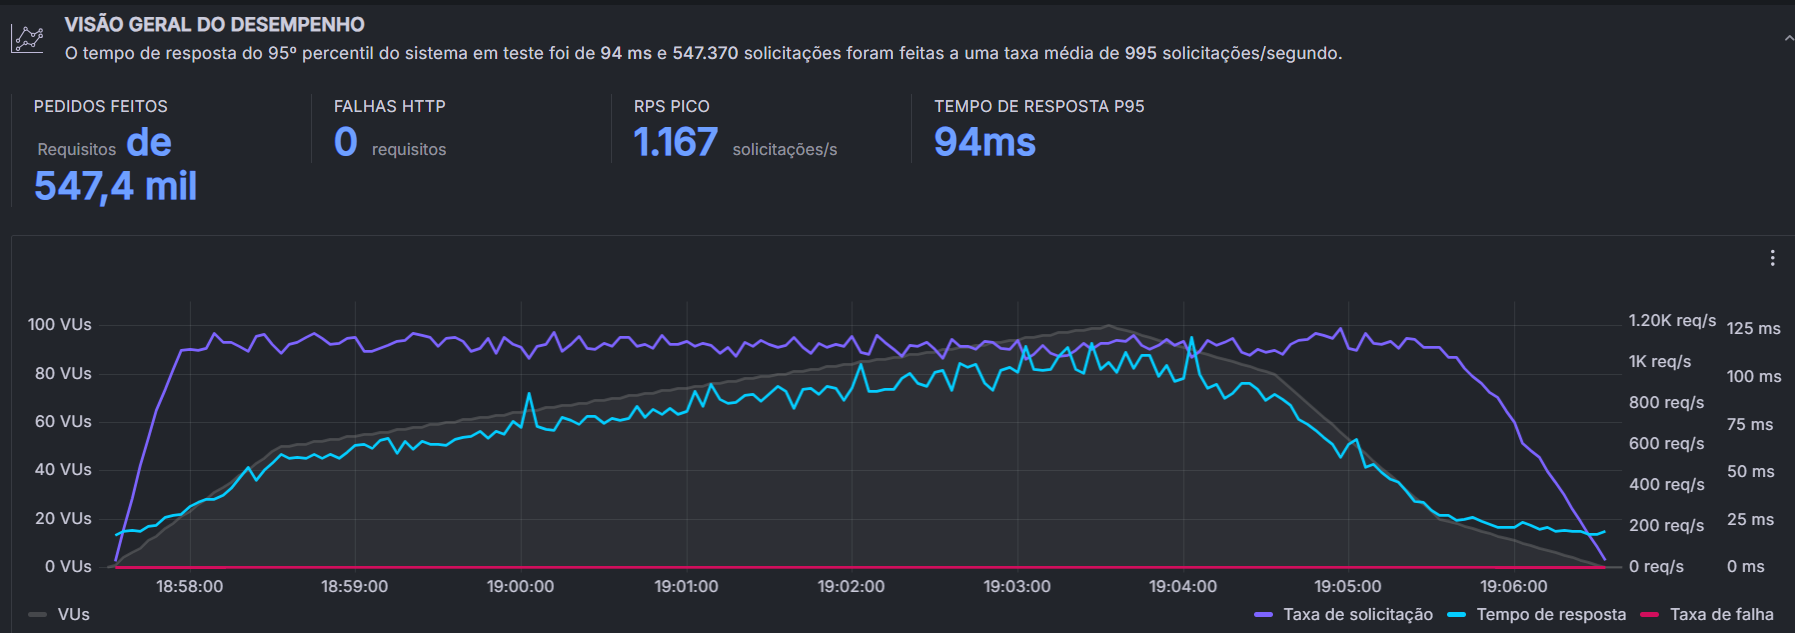 VISÃO GERAL DO DESEMPENHO
O tempo de resposta do 95º percentil do sistema em teste foi de 94 ms e 547.370 solicitações foram feitas a uma taxa média de 995 solicitações/segundo.
PEDIDOS FEITOS
Requisitos de
547,4 mil
FALHAS HTTP
0 requisitos
RPS PICO
1.167 solicitações/s
TEMPO DE RESPOSTA P95
94ms
100 VUs
80 VUs
60 VUs
40 VUs
20 VUs
0 VUs
1.20K req/s
1K req/s
800 req/s
600 req/s
400 req/s
200 req/s
0 req/s
125 ms
100 ms
75 ms
50 ms
25 ms
0 ms
18:58:00 18:59:00 19:00:00 19:01:00 19:02:00 19:03:00 19:04:00 19:05:00 19:06:00
VUs
Taxa de solicitação Tempo de resposta Taxa de falha